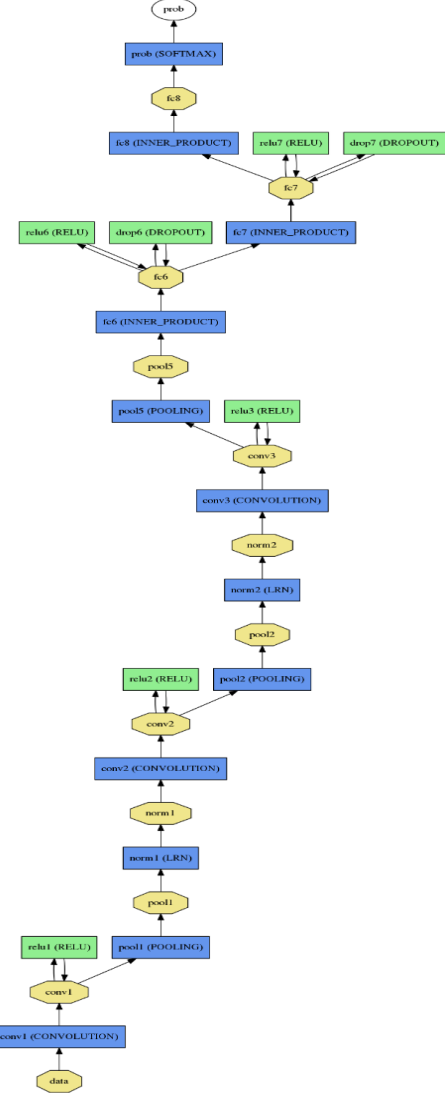 prob
prob (SOFTMAX)
fc8
fc8 (INNER_PRODUCT)
relu7 (RELU)
drop7 (DROPOUT)
fc7
relu6 (RELU)
drop6 (DROPOUT)
fc7 (INNER_PRODUCT)
fc6
fc6 (INNER_PRODUCT)
pool5
pool5 (POOLING)
relu3 (RELU)
conv3
conv3 (CONVOLUTION)
norm2
norm2 (LRN)
pool2
relu2 (RELU)
pool2 (POOLING)
conv2
conv2 (CONVOLUTION)
norm1
norm1 (LRN)
pool1
relu1 (RELU)
pool1 (POOLING)
conv1
conv1 (CONVOLUTION)
data